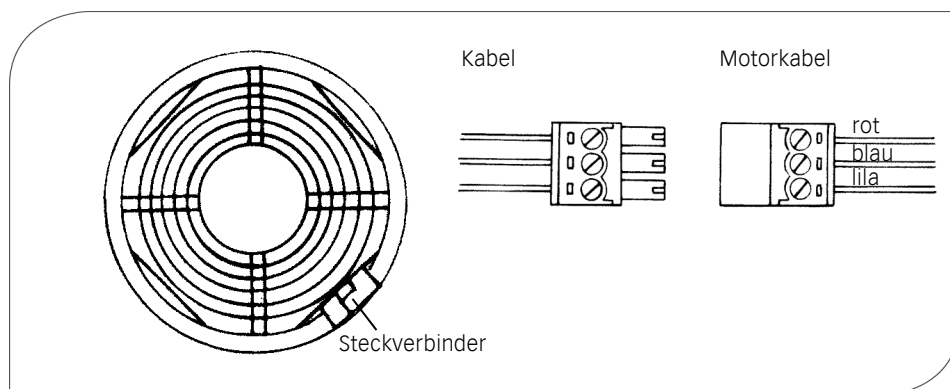 Kabel
Motorkabel
rot
blau
lila
Steckverbinder